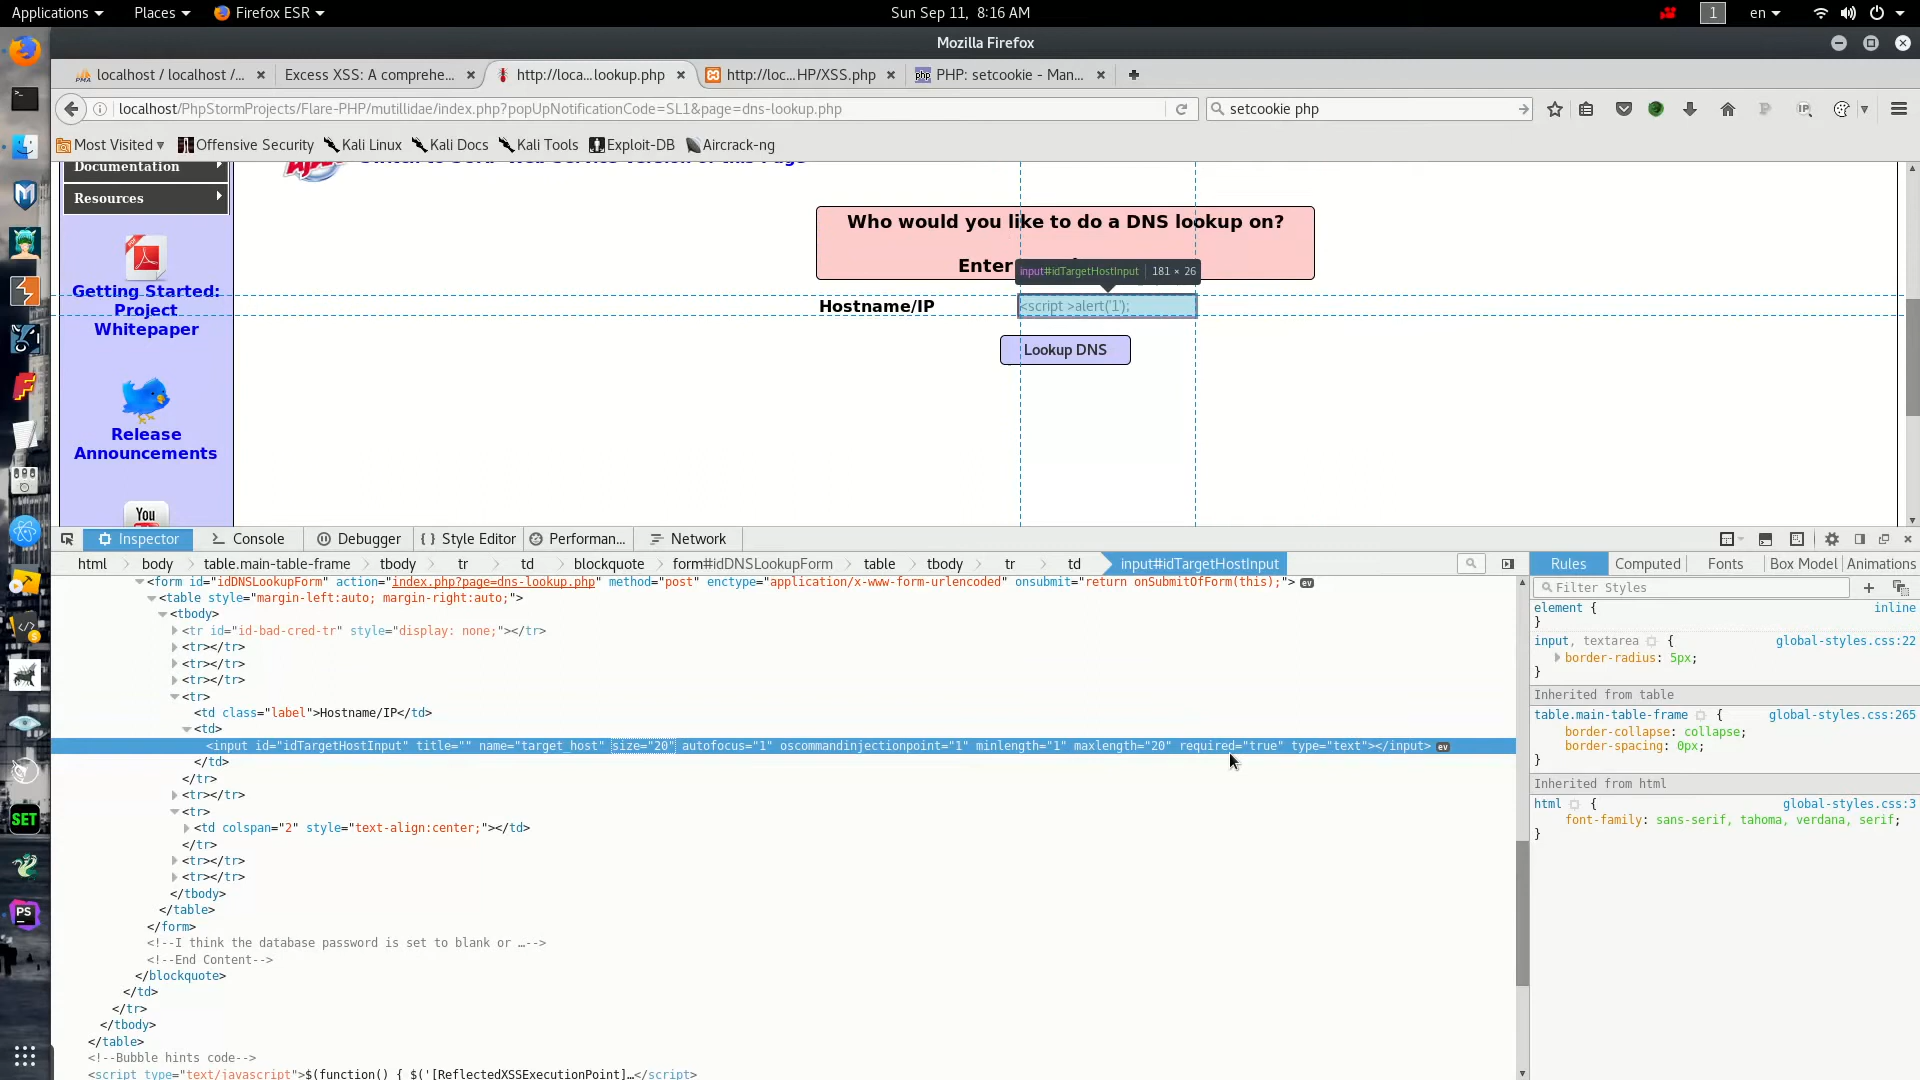 Applications Places Firefox ESR Sun Sep 11, 8:16 AM 1 en
Mozilla Firefox
localhost / localhost /... Excess XSS: A comprehe... http://loca...lookup.php http://loc...HP/XSS.php php PHP: setcookie - Man...
localhost/PhpStormProjects/Flare-PHP/mutillidae/index.php?popUpNotificationCode=SL1&page=dns-lookup.php setcookie php
Most Visited Offensive Security Kali Linux Kali Docs Kali Tools Exploit-DB Aircrack-ng
Documentation
Resources
Getting Started:
Project
Whitepaper
Release
Announcements
You
Who would you like to do a DNS lookup on?
Enter
input#idTargetHostInput 181 × 26
Hostname/IP <script >alert('1');
Lookup DNS
Inspector Console Debugger Style Editor Performan... Network
html body table.main-table-frame tbody tr td blockquote form#idDNSLookupForm table tbody tr td input#idTargetHostInput
<form id="idDNSLookupForm" action="index.php?page=dns-lookup.php" method="post" enctype="application/x-www-form-urlencoded" onsubmit="return onSubmitOfForm(this);"> ev
<table style="margin-left:auto; margin-right:auto;">
<tbody>
<tr id="id-bad-cred-tr" style="display: none;"></tr>
<tr></tr>
<tr></tr>
<tr></tr>
<tr>
<td class="label">Hostname/IP</td>
<td>
<input id="idTargetHostInput" title="" name="target_host" size="20" autofocus="1" oscommandinjectionpoint="1" minlength="1" maxlength="20" required="true" type="text"></input> ev
</td>
</tr>
<tr></tr>
<tr>
<td colspan="2" style="text-align:center;"></td>
</tr>
<tr></tr>
<tr></tr>
</tbody>
</table>
</form>
<!--I think the database password is set to blank or …-->
<!--End Content-->
</blockquote>
</td>
</tr>
</tbody>
</table>
<!--Bubble hints code-->
<script type="text/javascript">$(function() { $('[ReflectedXSSExecutionPoint]…</script>
Rules Computed Fonts Box Model Animations
Filter Styles
element { inline
}
input, textarea { global-styles.css:22
border-radius: 5px;
}
Inherited from table
table.main-table-frame { global-styles.css:265
border-collapse: collapse;
border-spacing: 0px;
}
Inherited from html
html { global-styles.css:3
font-family: sans-serif, tahoma, verdana, serif;
}
SET
PS